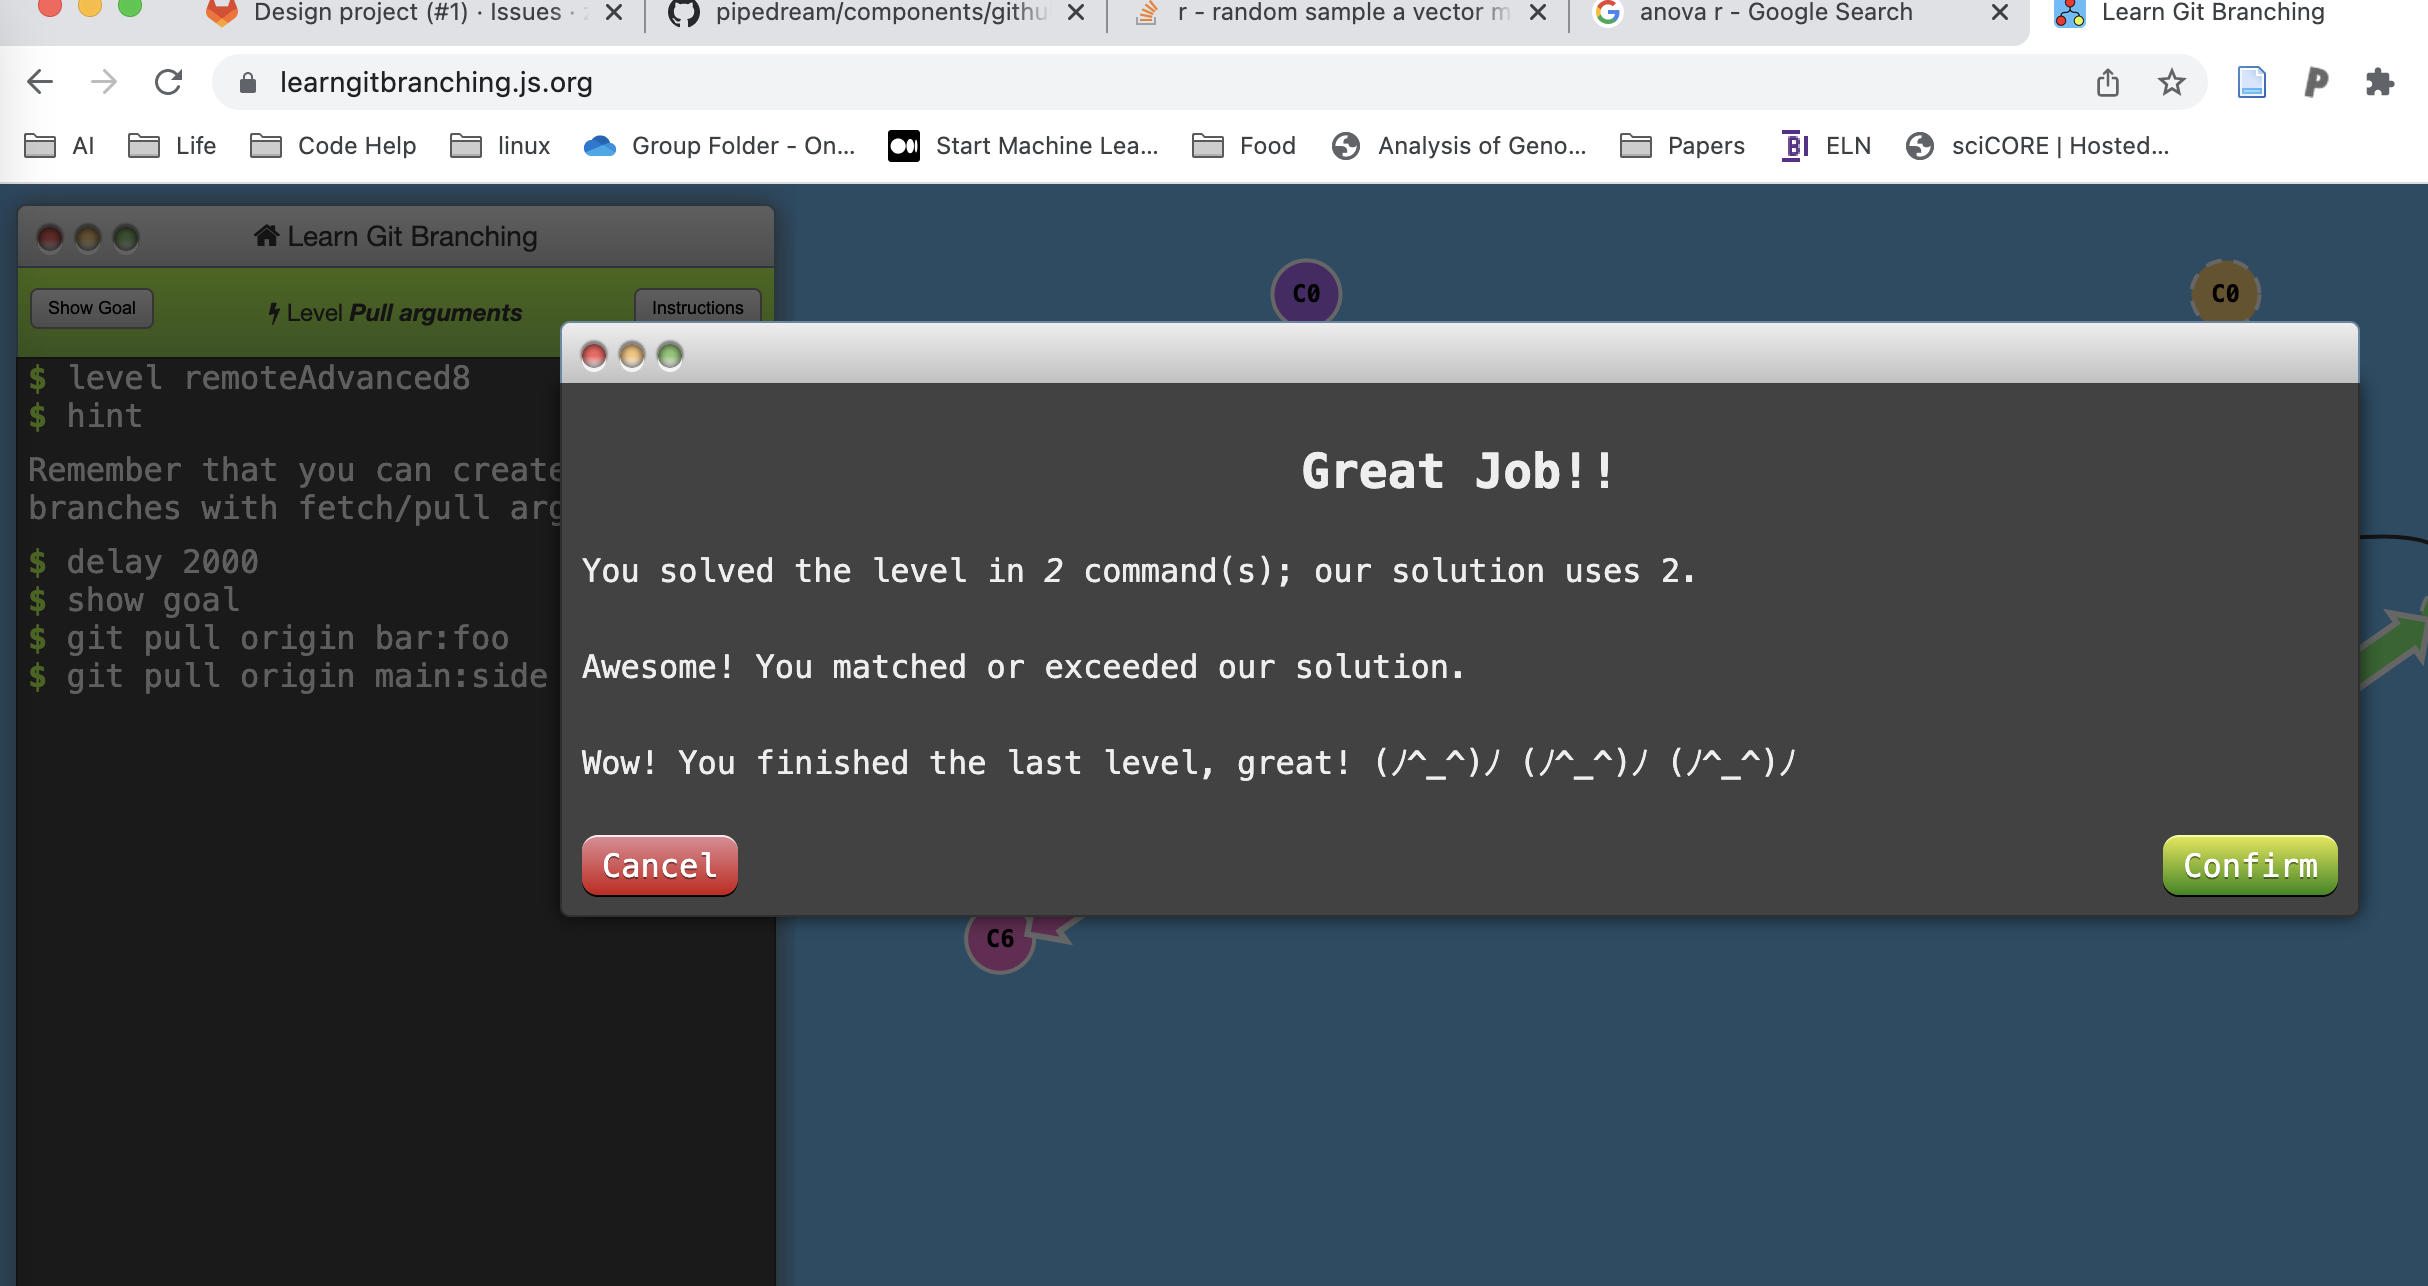 Design project (#1) · Issues ·
pipedream/components/githu
r - random sample a vector m
anova r - Google Search
Learn Git Branching
learngitbranching.js.org
AI
Life
Code Help
linux
Group Folder - On...
Start Machine Lea...
Food
Analysis of Geno...
Papers
ELN
sciCORE | Hosted...
Learn Git Branching
Show Goal
Level Pull arguments
Instructions
$ level remoteAdvanced8
$ hint
Remember that you can create
branches with fetch/pull arg
$ delay 2000
$ show goal
$ git pull origin bar:foo
$ git pull origin main:side
C0
C0
Great Job!!
You solved the level in 2 command(s); our solution uses 2.
Awesome! You matched or exceeded our solution.
Wow! You finished the last level, great! (ﾉ^_^)ﾉ (ﾉ^_^)ﾉ (ﾉ^_^)ﾉ
Cancel
Confirm
C6